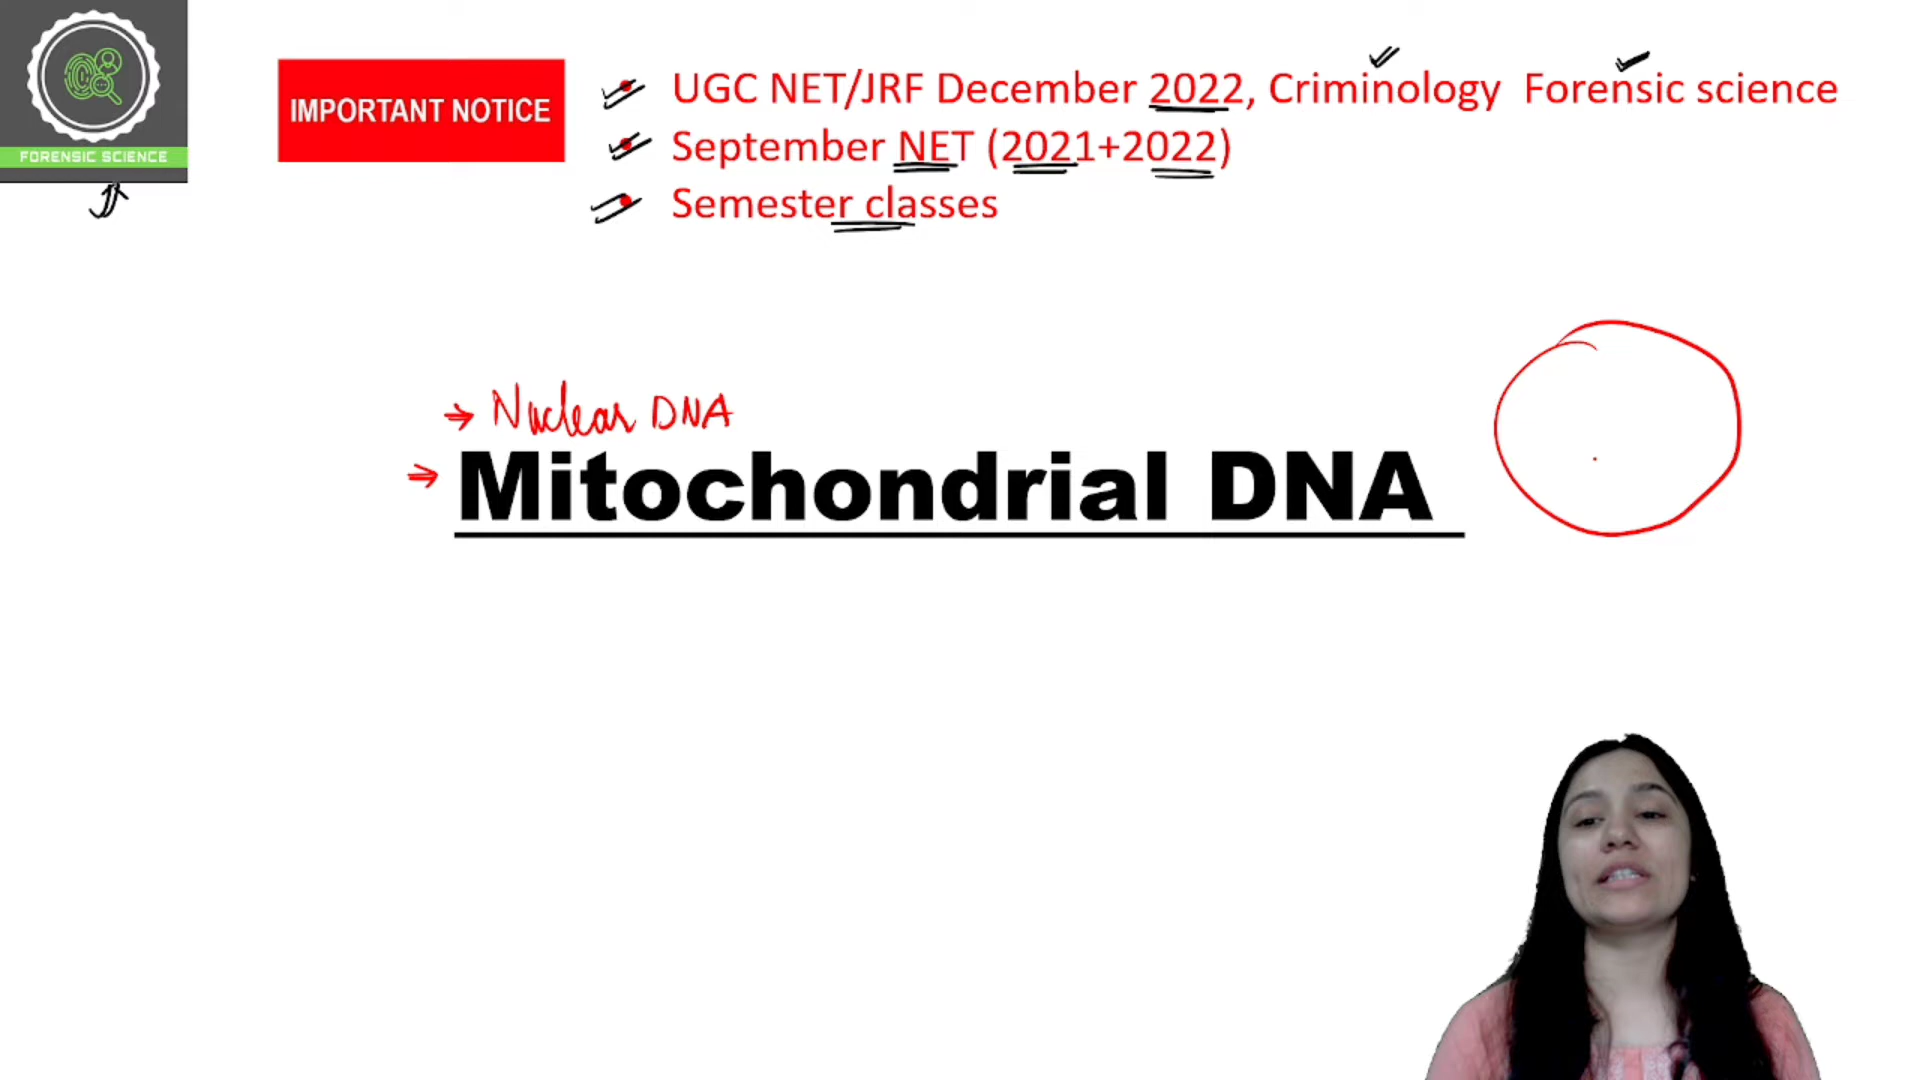 FORENSIC SCIENCE
IMPORTANT NOTICE
UGC NET/JRF December 2022, Criminology Forensic science
September NET (2021+2022)
Semester classes
Nuclear DNA
Mitochondrial DNA